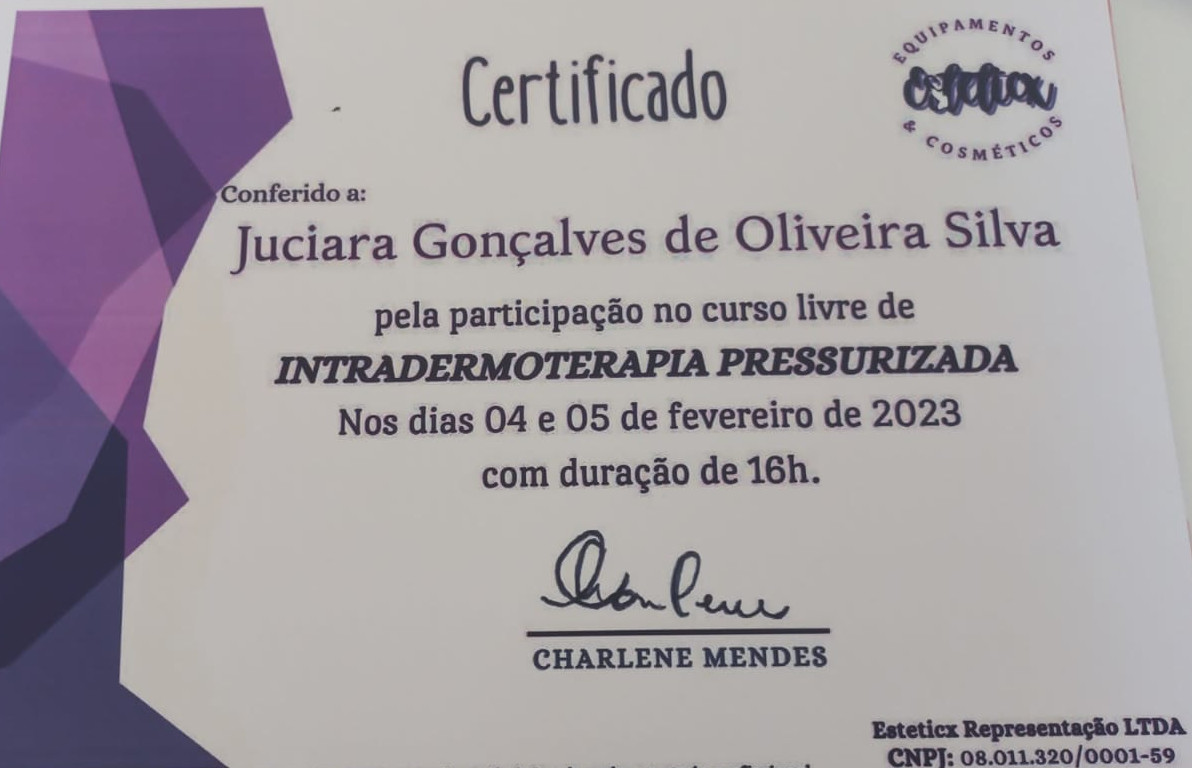 Certificado
EQUIPAMENTOS
Esteticx
& COSMÉTICOS
Conferido a:
Juciara Gonçalves de Oliveira Silva
pela participação no curso livre de
INTRADERMOTERAPIA PRESSURIZADA
Nos dias 04 e 05 de fevereiro de 2023
com duração de 16h.
CHARLENE MENDES
Esteticx Representação LTDA
CNPJ: 08.011.320/0001-59